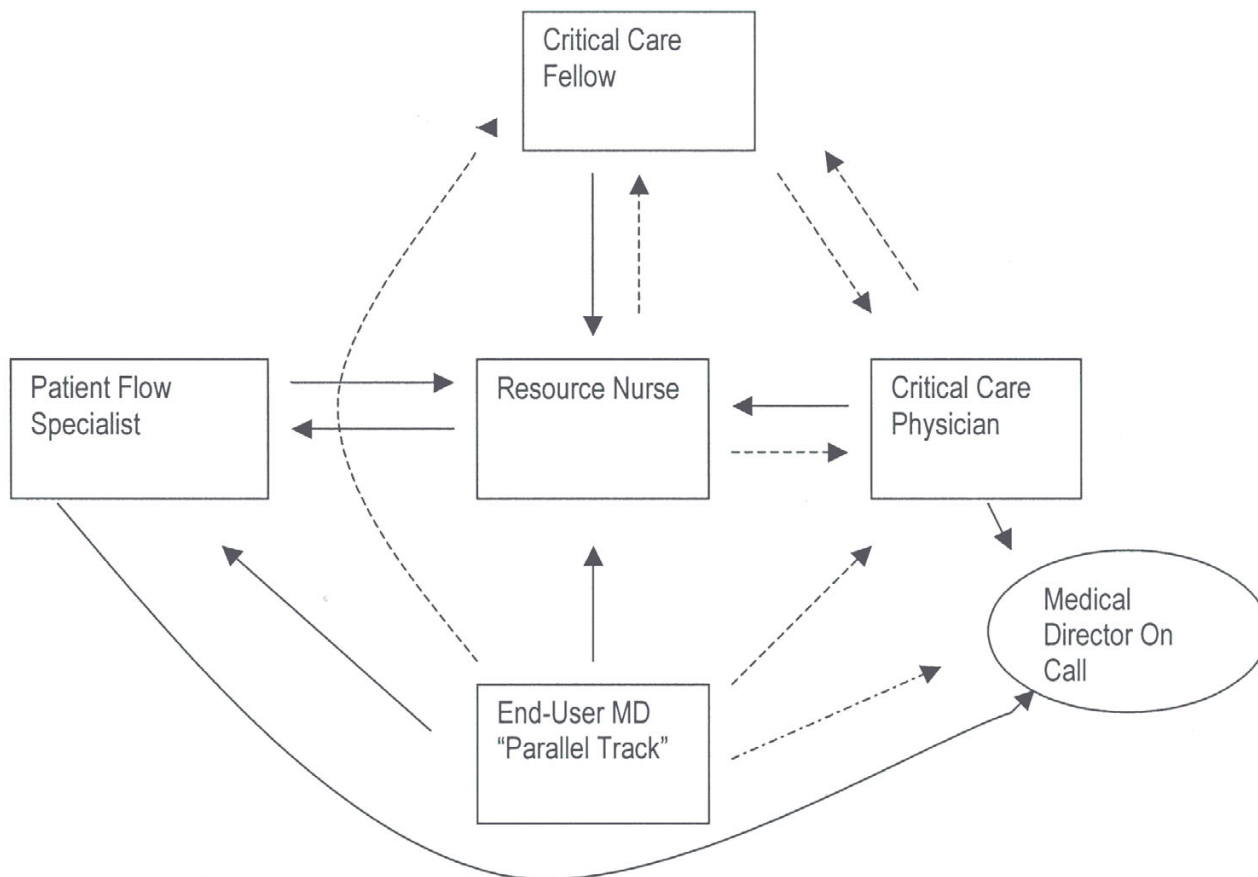 Critical Care
Fellow
Patient Flow
Specialist
Resource Nurse
Critical Care
Physician
Medical
Director On
Call
End-User MD
“Parallel Track”